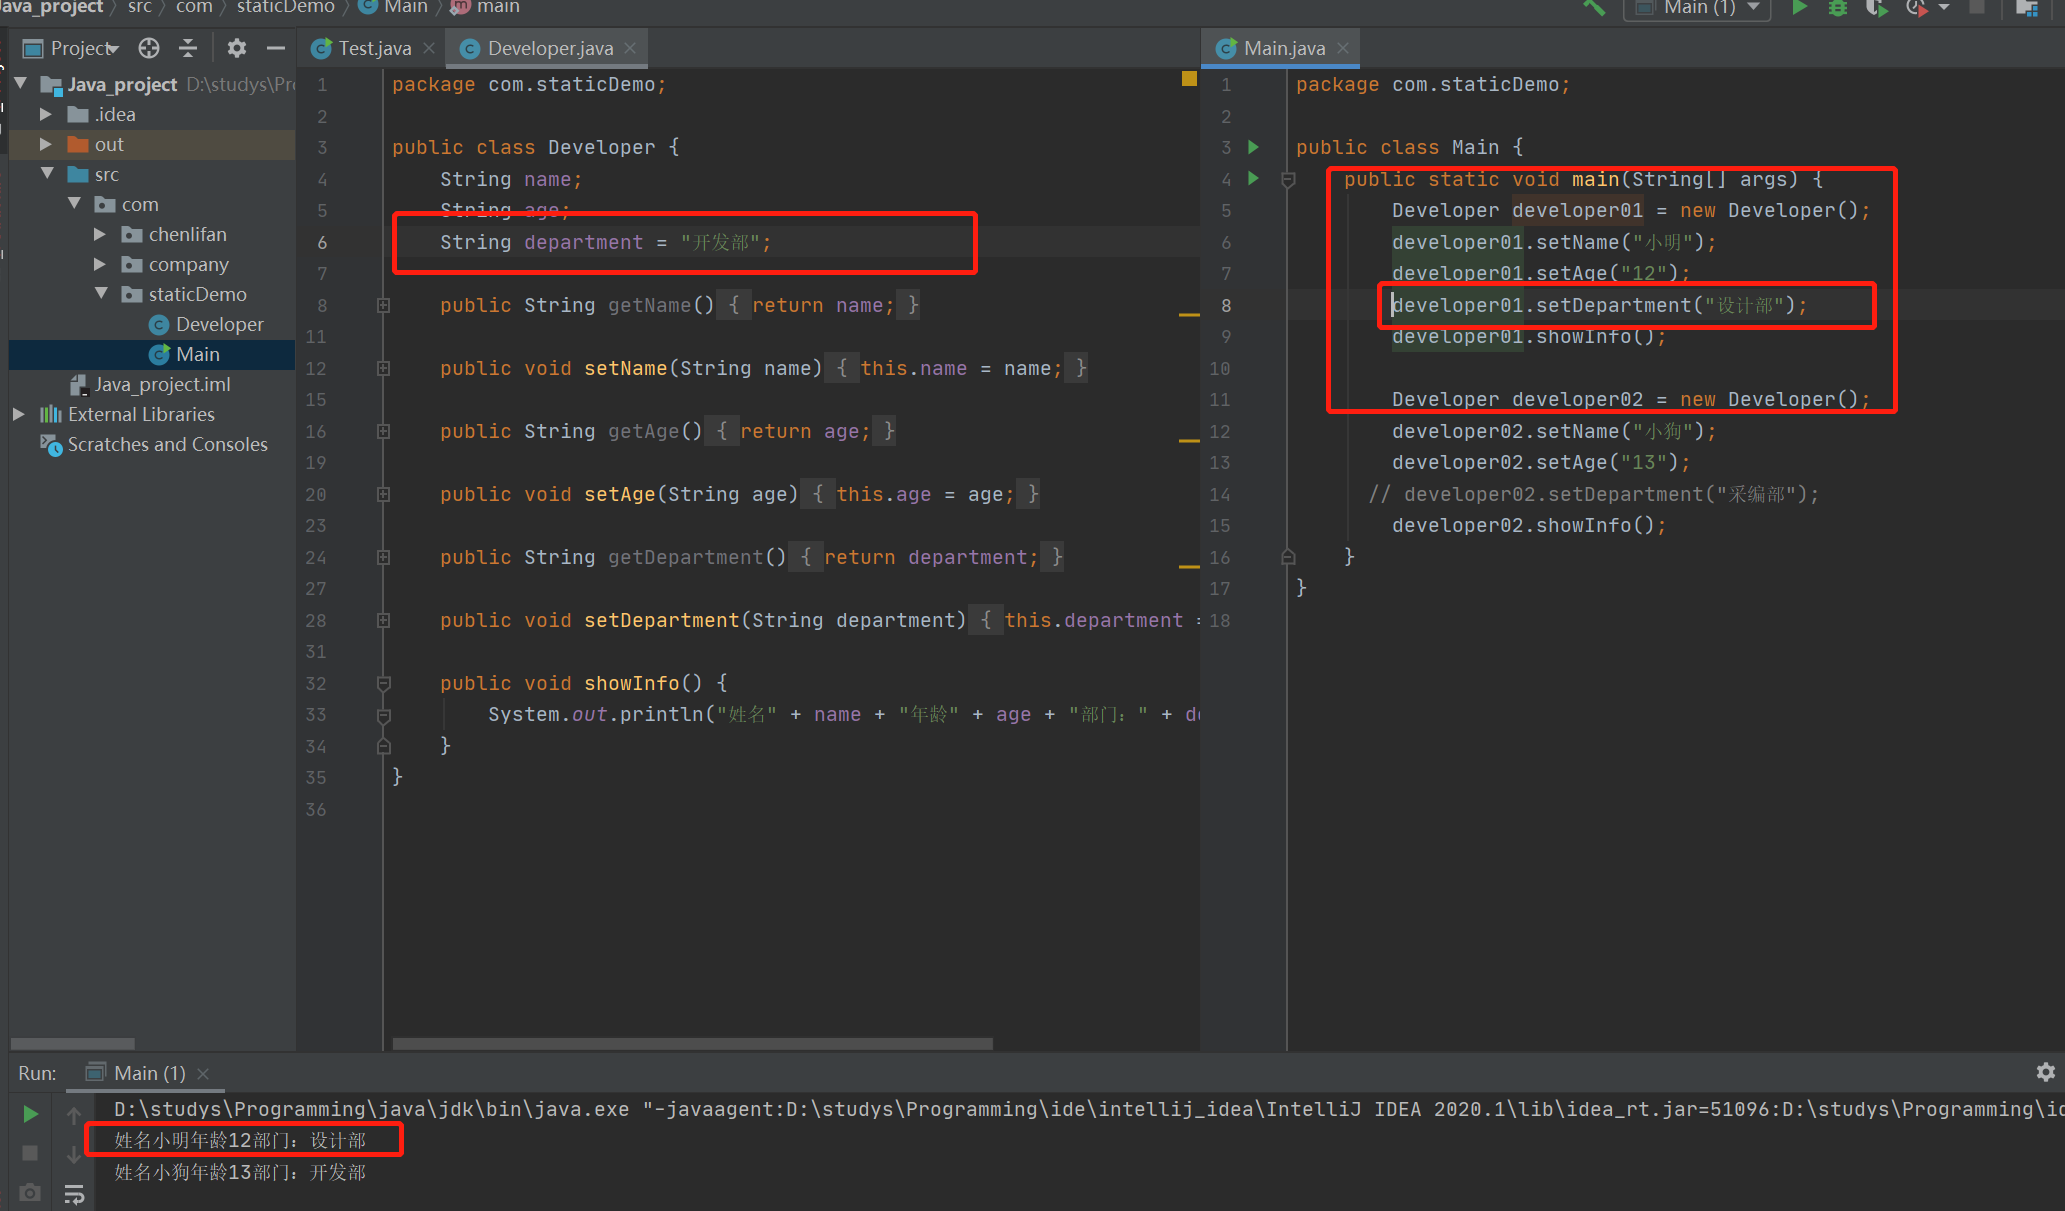 Java_project > src > com > staticDemo > Main > main
Main (1)
Project
Test.java
Developer.java
Main.java
Java_project D:\studys\Pr
.idea
out
src
com
chenlifan
company
staticDemo
Developer
Main
Java_project.iml
External Libraries
Scratches and Consoles
1 package com.staticDemo;
2
3 public class Developer {
4 String name;
5 String age;
6 String department = "开发部";
7
8 public String getName() { return name; }
11
12 public void setName(String name) { this.name = name; }
15
16 public String getAge() { return age; }
19
20 public void setAge(String age) { this.age = age; }
23
24 public String getDepartment() { return department; }
27
28 public void setDepartment(String department) { this.department =
31
32 public void showInfo() {
33 System.out.println("姓名" + name + "年龄" + age + "部门：" + de
34 }
35 }
36
1 package com.staticDemo;
2
3 public class Main {
4 public static void main(String[] args) {
5 Developer developer01 = new Developer();
6 developer01.setName("小明");
7 developer01.setAge("12");
8 developer01.setDepartment("设计部");
9 developer01.showInfo();
10
11 Developer developer02 = new Developer();
12 developer02.setName("小狗");
13 developer02.setAge("13");
14 // developer02.setDepartment("采编部");
15 developer02.showInfo();
16 }
17 }
18
Run: Main (1)
D:\studys\Programming\java\jdk\bin\java.exe "-javaagent:D:\studys\Programming\ide\intellij_idea\IntelliJ IDEA 2020.1\lib\idea_rt.jar=51096:D:\studys\Programming\id
姓名小明年龄12部门：设计部
姓名小狗年龄13部门：开发部